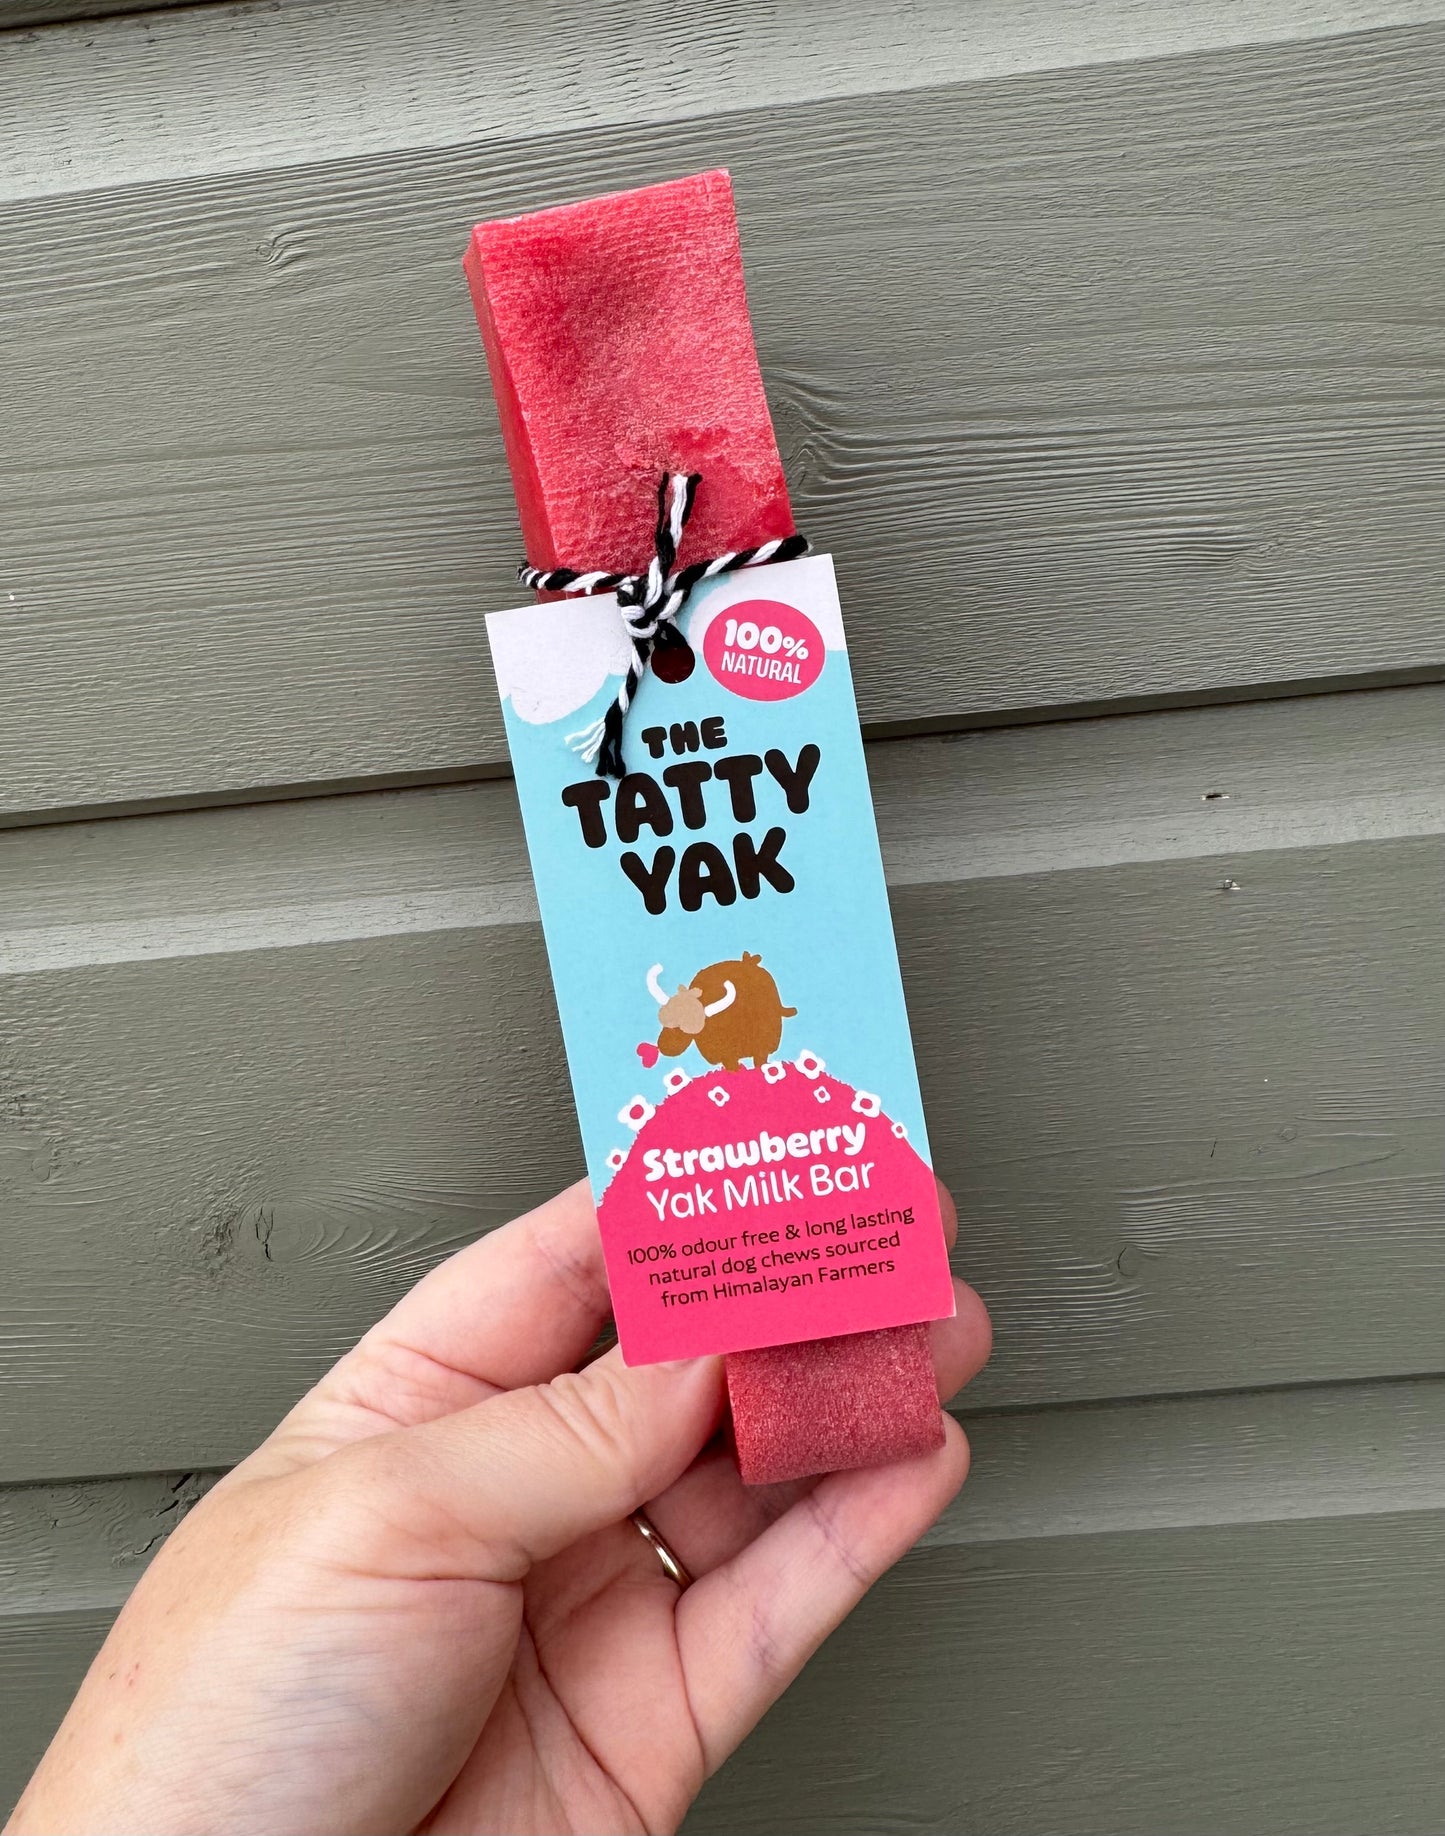 100%
NATURAL
THE
TATTY
YAK
Strawberry
Yak Milk Bar
100% odour free & long lasting
natural dog chews sourced
from Himalayan Farmers